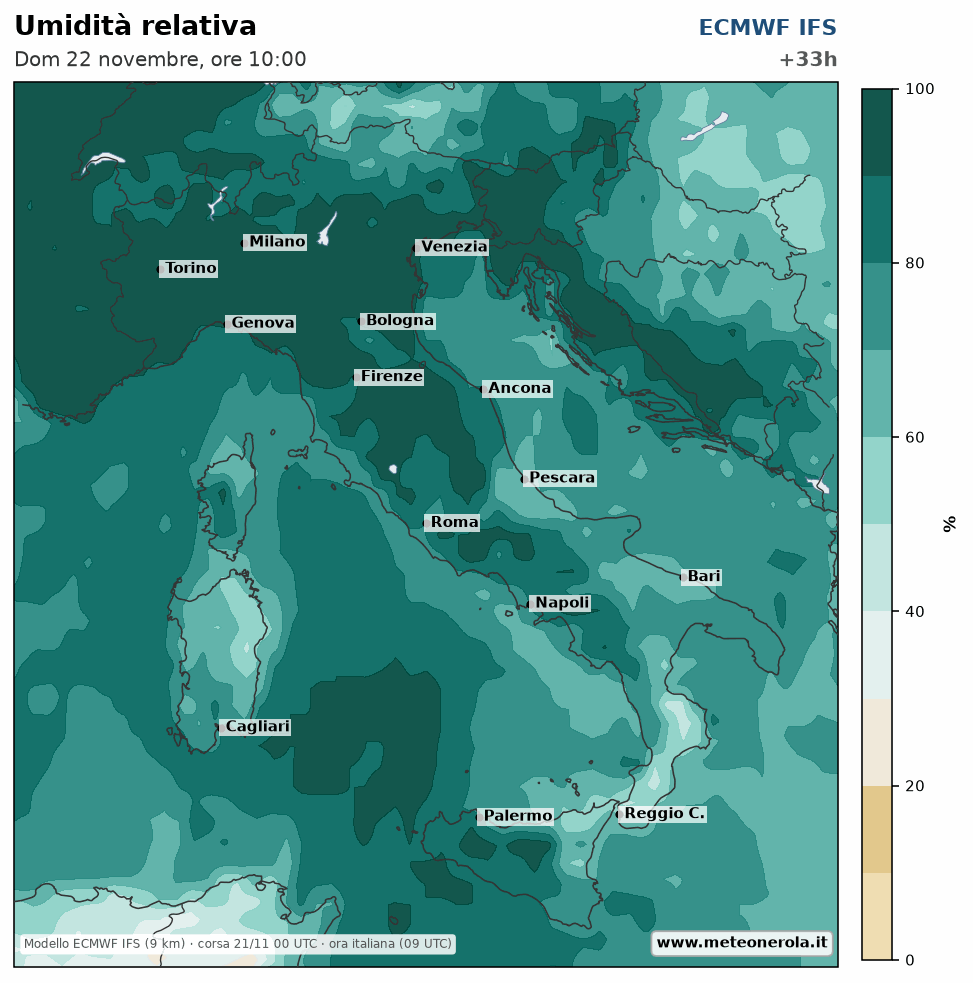 Umidità relativa
ECMWF IFS
Dom 22 novembre, ore 10:00
+33h
100
80
60
40
20
0
%
Milano
Venezia
Torino
Genova
Bologna
Firenze
Ancona
Pescara
Roma
Bari
Napoli
Cagliari
Palermo
Reggio C.
Modello ECMWF IFS (9 km) · corsa 21/11 00 UTC · ora italiana (09 UTC)
www.meteonerola.it